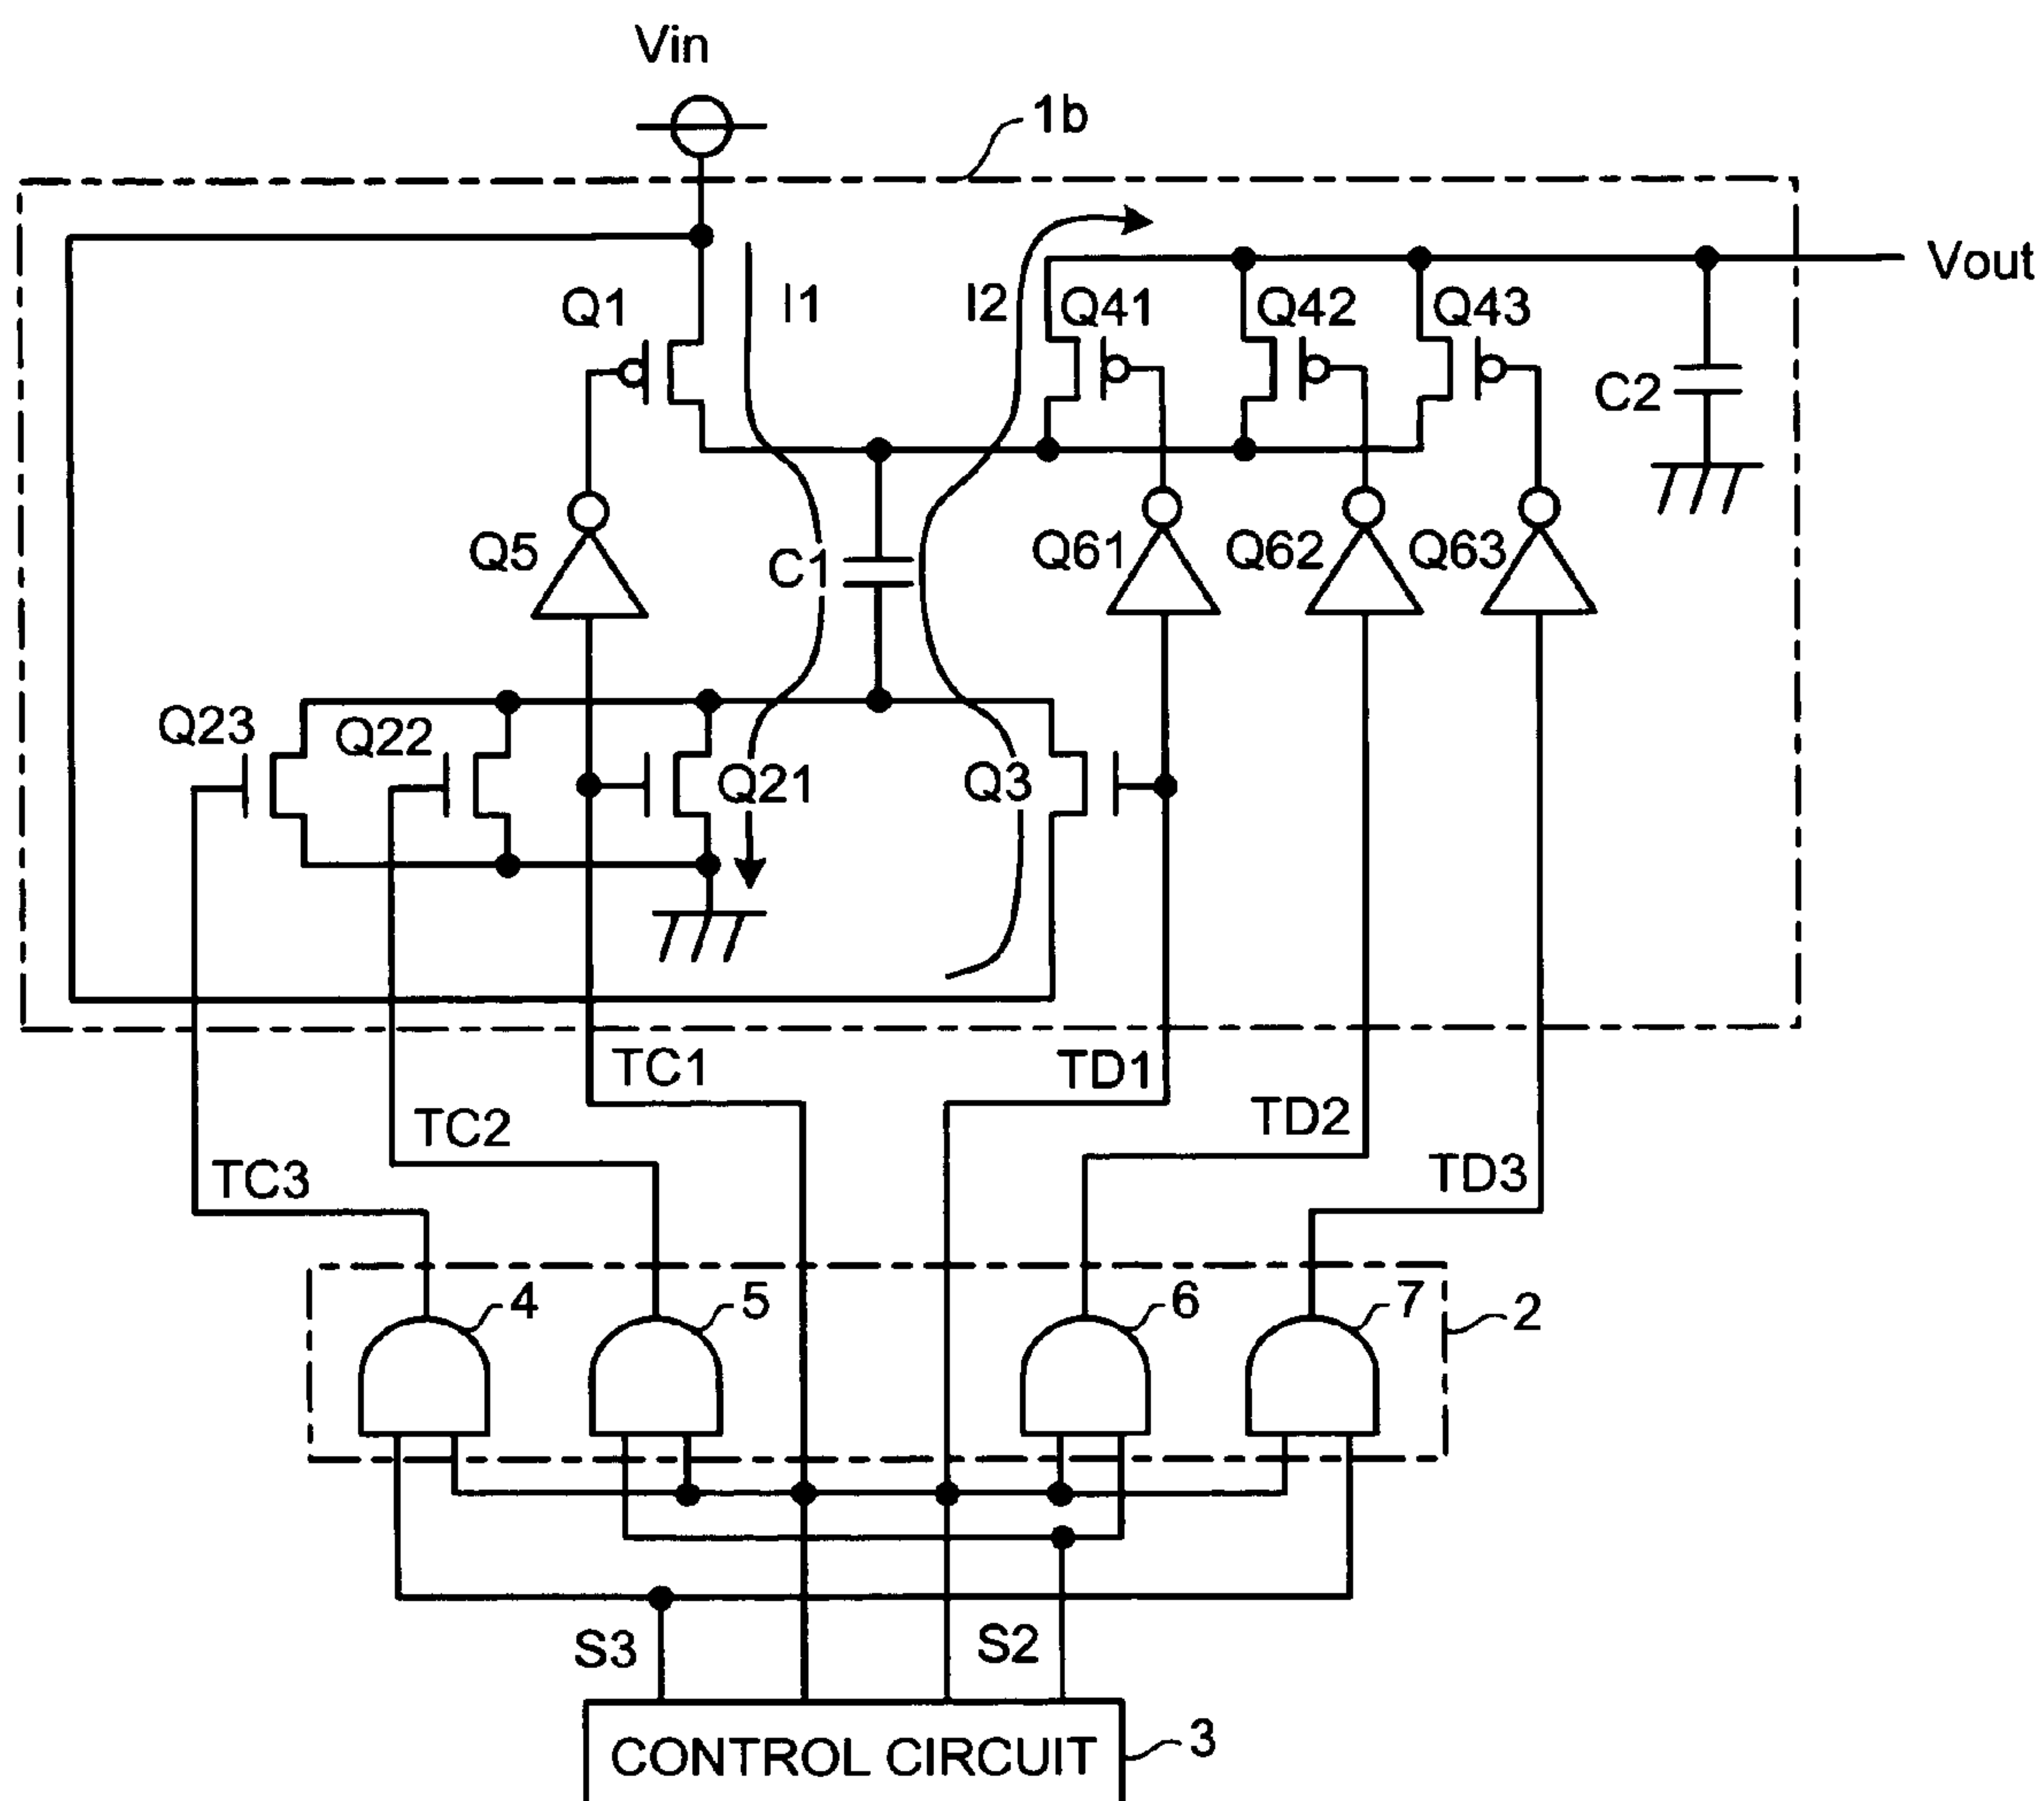 Vin
1b
Vout
Q1
I1
I2
Q41
Q42
Q43
C2
Q5
C1
Q61
Q62
Q63
Q23
Q22
Q21
Q3
TC1
TD1
TC2
TD2
TC3
TD3
4
5
6
7
2
S3
S2
CONTROL CIRCUIT
3